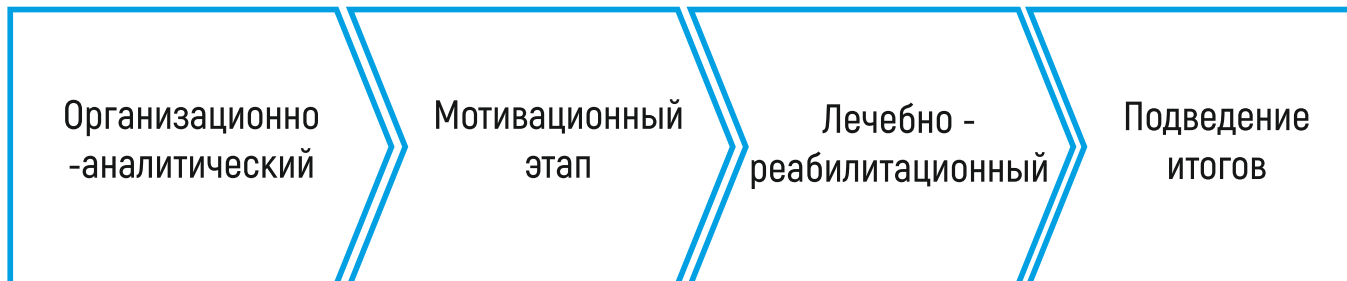 Организационно
-аналитический
Мотивационный
этап
Лечебно -
реабилитационный
Подведение
итогов